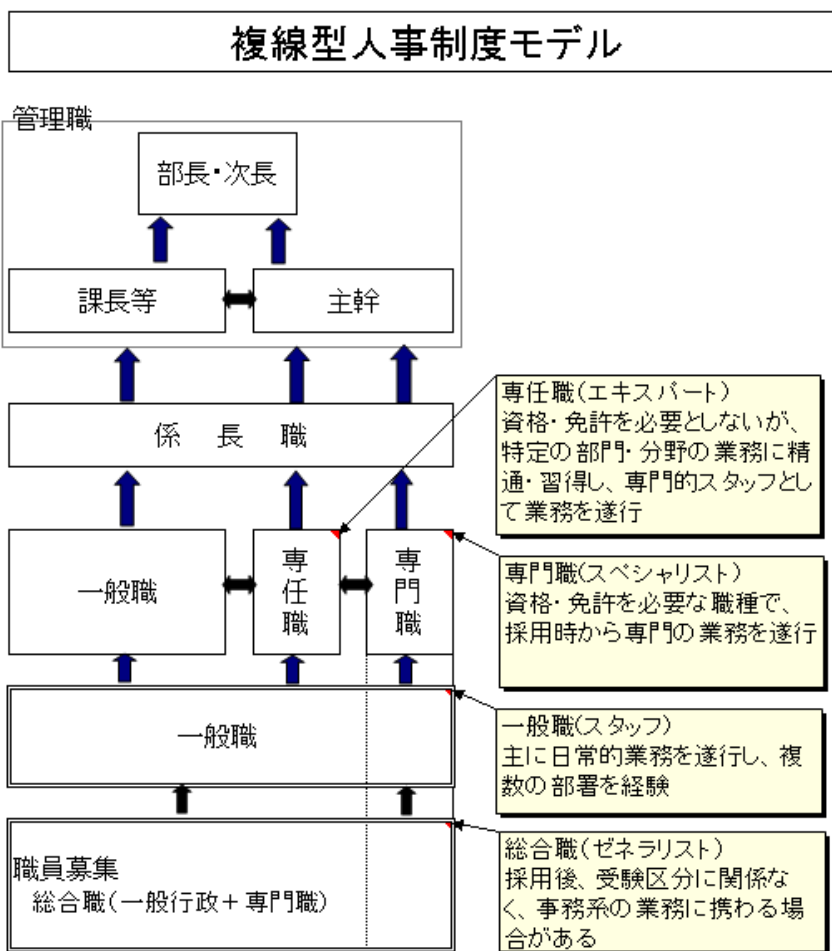 複線型人事制度モデル
管理職
部長・次長
課長等
主幹
係長職
一般職
専任職
専門職
一般職
職員募集
総合職(一般行政+専門職)
専任職(エキスパート)
資格・免許を必要としないが、
特定の部門・分野の業務に精
通・習得し、専門的スタッフとし
て業務を遂行
専門職(スペシャリスト)
資格・免許を必要な職種で、
採用時から専門の業務を遂行
一般職(スタッフ)
主に日常的業務を遂行し、複
数の部署を経験
総合職(ゼネラリスト)
採用後、受験区分に関係な
く、事務系の業務に携わる場
合がある